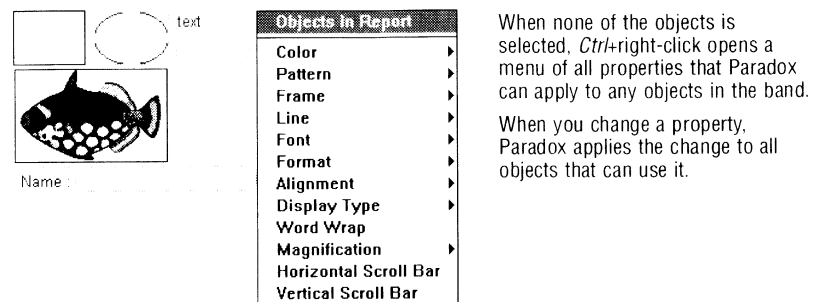 text
Name :
Objects in Report
Color
Pattern
Frame
Line
Font
Format
Alignment
Display Type
Word Wrap
Magnification
Horizontal Scroll Bar
Vertical Scroll Bar
When none of the objects is
selected, Ctrl+right-click opens a
menu of all properties that Paradox
can apply to any objects in the band.
When you change a property,
Paradox applies the change to all
objects that can use it.